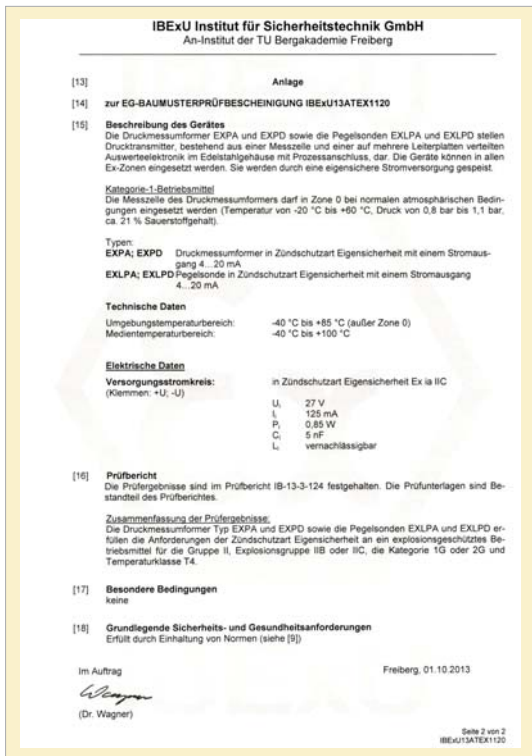 IBExU Institut für Sicherheitstechnik GmbH
An-Institut der TU Bergakademie Freiberg
[13] Anlage
[14] zur EG-BAUMUSTERPRÜFBESCHEINIGUNG IBExU13ATEX1120
[15] Beschreibung des Gerätes
Die Druckmessumformer EXPA und EXPD sowie die Pegelsonden EXLPA und EXLPD stellen
Drucktransmitter, bestehend aus einer Messzelle und einer auf mehrere Leiterplatten verteilten
Auswerteelektronik im Edelstahlgehäuse mit Prozessanschluss, dar. Die Geräte können in allen
Ex-Zonen eingesetzt werden. Sie werden durch eine eigensichere Stromversorgung gespeist.
Kategorie-1-Betriebsmittel
Die Messzelle des Druckmessumformers darf in Zone 0 bei normalen atmosphärischen Bedin-
gungen eingesetzt werden (Temperatur von -20 °C bis +60 °C, Druck von 0,8 bar bis 1,1 bar,
ca. 21 % Sauerstoffgehalt).
Typen:
EXPA; EXPD Druckmessumformer in Zündschutzart Eigensicherheit mit einem Stromaus-
gang 4...20 mA
EXLPA; EXLPD Pegelsonde in Zündschutzart Eigensicherheit mit einem Stromausgang
4...20 mA
Technische Daten
Umgebungstemperaturbereich: -40 °C bis +85 °C (außer Zone 0)
Medientemperaturbereich: -40 °C bis +100 °C
Elektrische Daten
Versorgungsstromkreis: in Zündschutzart Eigensicherheit Ex ia IIC
(Klemmen: +U; -U)
Ui 27 V
Ii 125 mA
Pi 0,85 W
Ci 5 nF
Li vernachlässigbar
[16] Prüfbericht
Die Prüfergebnisse sind im Prüfbericht IB-13-3-124 festgehalten. Die Prüfunterlagen sind Be-
standteil des Prüfberichtes.
Zusammenfassung der Prüfergebnisse:
Die Druckmessumformer Typ EXPA und EXPD sowie die Pegelsonden EXLPA und EXLPD er-
füllen die Anforderungen der Zündschutzart Eigensicherheit an ein explosionsgeschütztes Be-
triebsmittel für die Gruppe II, Explosionsgruppe IIB oder IIC, die Kategorie 1G oder 2G und
Temperaturklasse T4.
[17] Besondere Bedingungen
keine
[18] Grundlegende Sicherheits- und Gesundheitsanforderungen
Erfüllt durch Einhaltung von Normen (siehe [9])
Im Auftrag Freiberg, 01.10.2013
(Dr. Wagner)
Seite 2 von 2
IBExU13ATEX1120